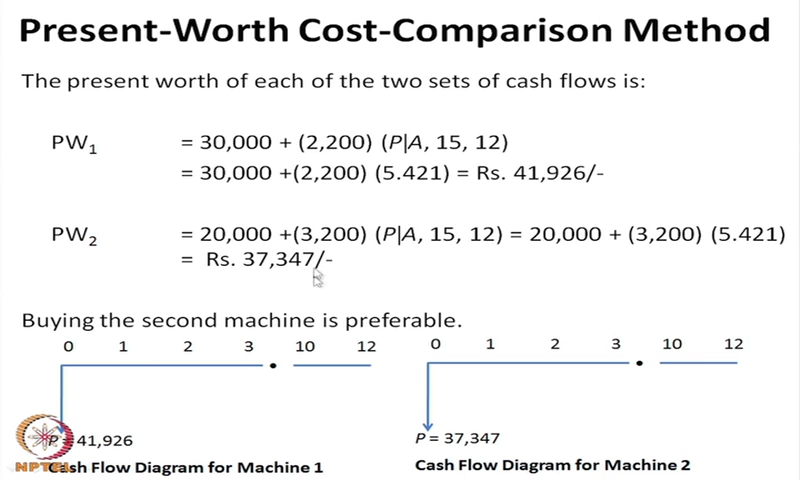 Present-Worth Cost-Comparison Method
The present worth of each of the two sets of cash flows is:
PW₁ = 30,000 + (2,200) (P|A, 15, 12)
= 30,000 +(2,200) (5.421) = Rs. 41,926/-
PW₂ = 20,000 +(3,200) (P|A, 15, 12) = 20,000 + (3,200) (5.421)
= Rs. 37,347/-
Buying the second machine is preferable.
0 1 2 3 10 12
0 1 2 3 10 12
P = 41,926
P = 37,347
Cash Flow Diagram for Machine 1
Cash Flow Diagram for Machine 2
NPTEL